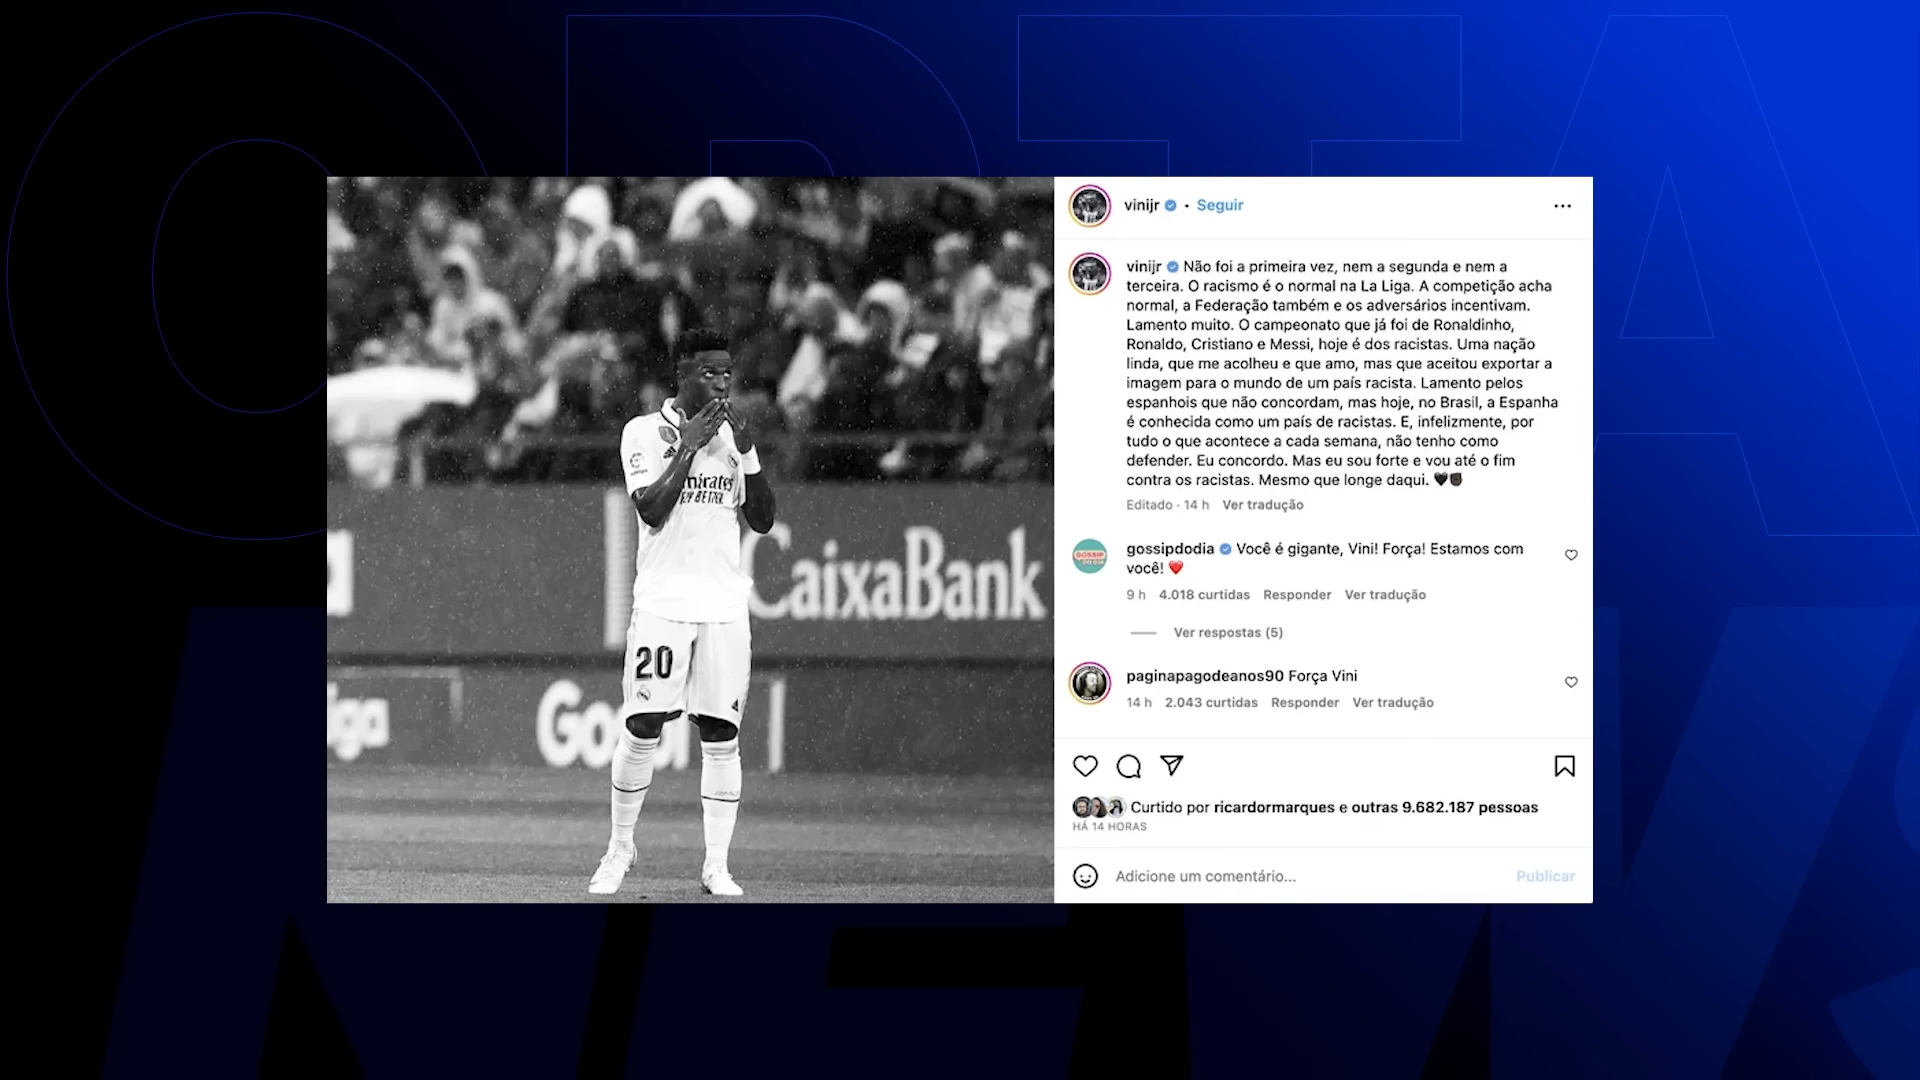 OPTA
NEWS
vinijr • Seguir
vinijr Não foi a primeira vez, nem a segunda e nem a
terceira. O racismo é o normal na La Liga. A competição acha
normal, a Federação também e os adversários incentivam.
Lamento muito. O campeonato que já foi de Ronaldinho,
Ronaldo, Cristiano e Messi, hoje é dos racistas. Uma nação
linda, que me acolheu e que amo, mas que aceitou exportar a
imagem para o mundo de um país racista. Lamento pelos
espanhois que não concordam, mas hoje, no Brasil, a Espanha
é conhecida como um país de racistas. E, infelizmente, por
tudo o que acontece a cada semana, não tenho como
defender. Eu concordo. Mas eu sou forte e vou até o fim
contra os racistas. Mesmo que longe daqui. 🖤✊🏿
Editado · 14 h Ver tradução
gossipdodia Você é gigante, Vini! Força! Estamos com
você! ❤️
9 h 4.018 curtidas Responder Ver tradução
Ver respostas (5)
paginapagodeanos90 Força Vini
14 h 2.043 curtidas Responder Ver tradução
Curtido por ricardormarques e outras 9.682.187 pessoas
HÁ 14 HORAS
Adicione um comentário... Publicar
GOSSIP
DO DIA
mirates
FLY BETTER
CaixaBank
20
iga
Go